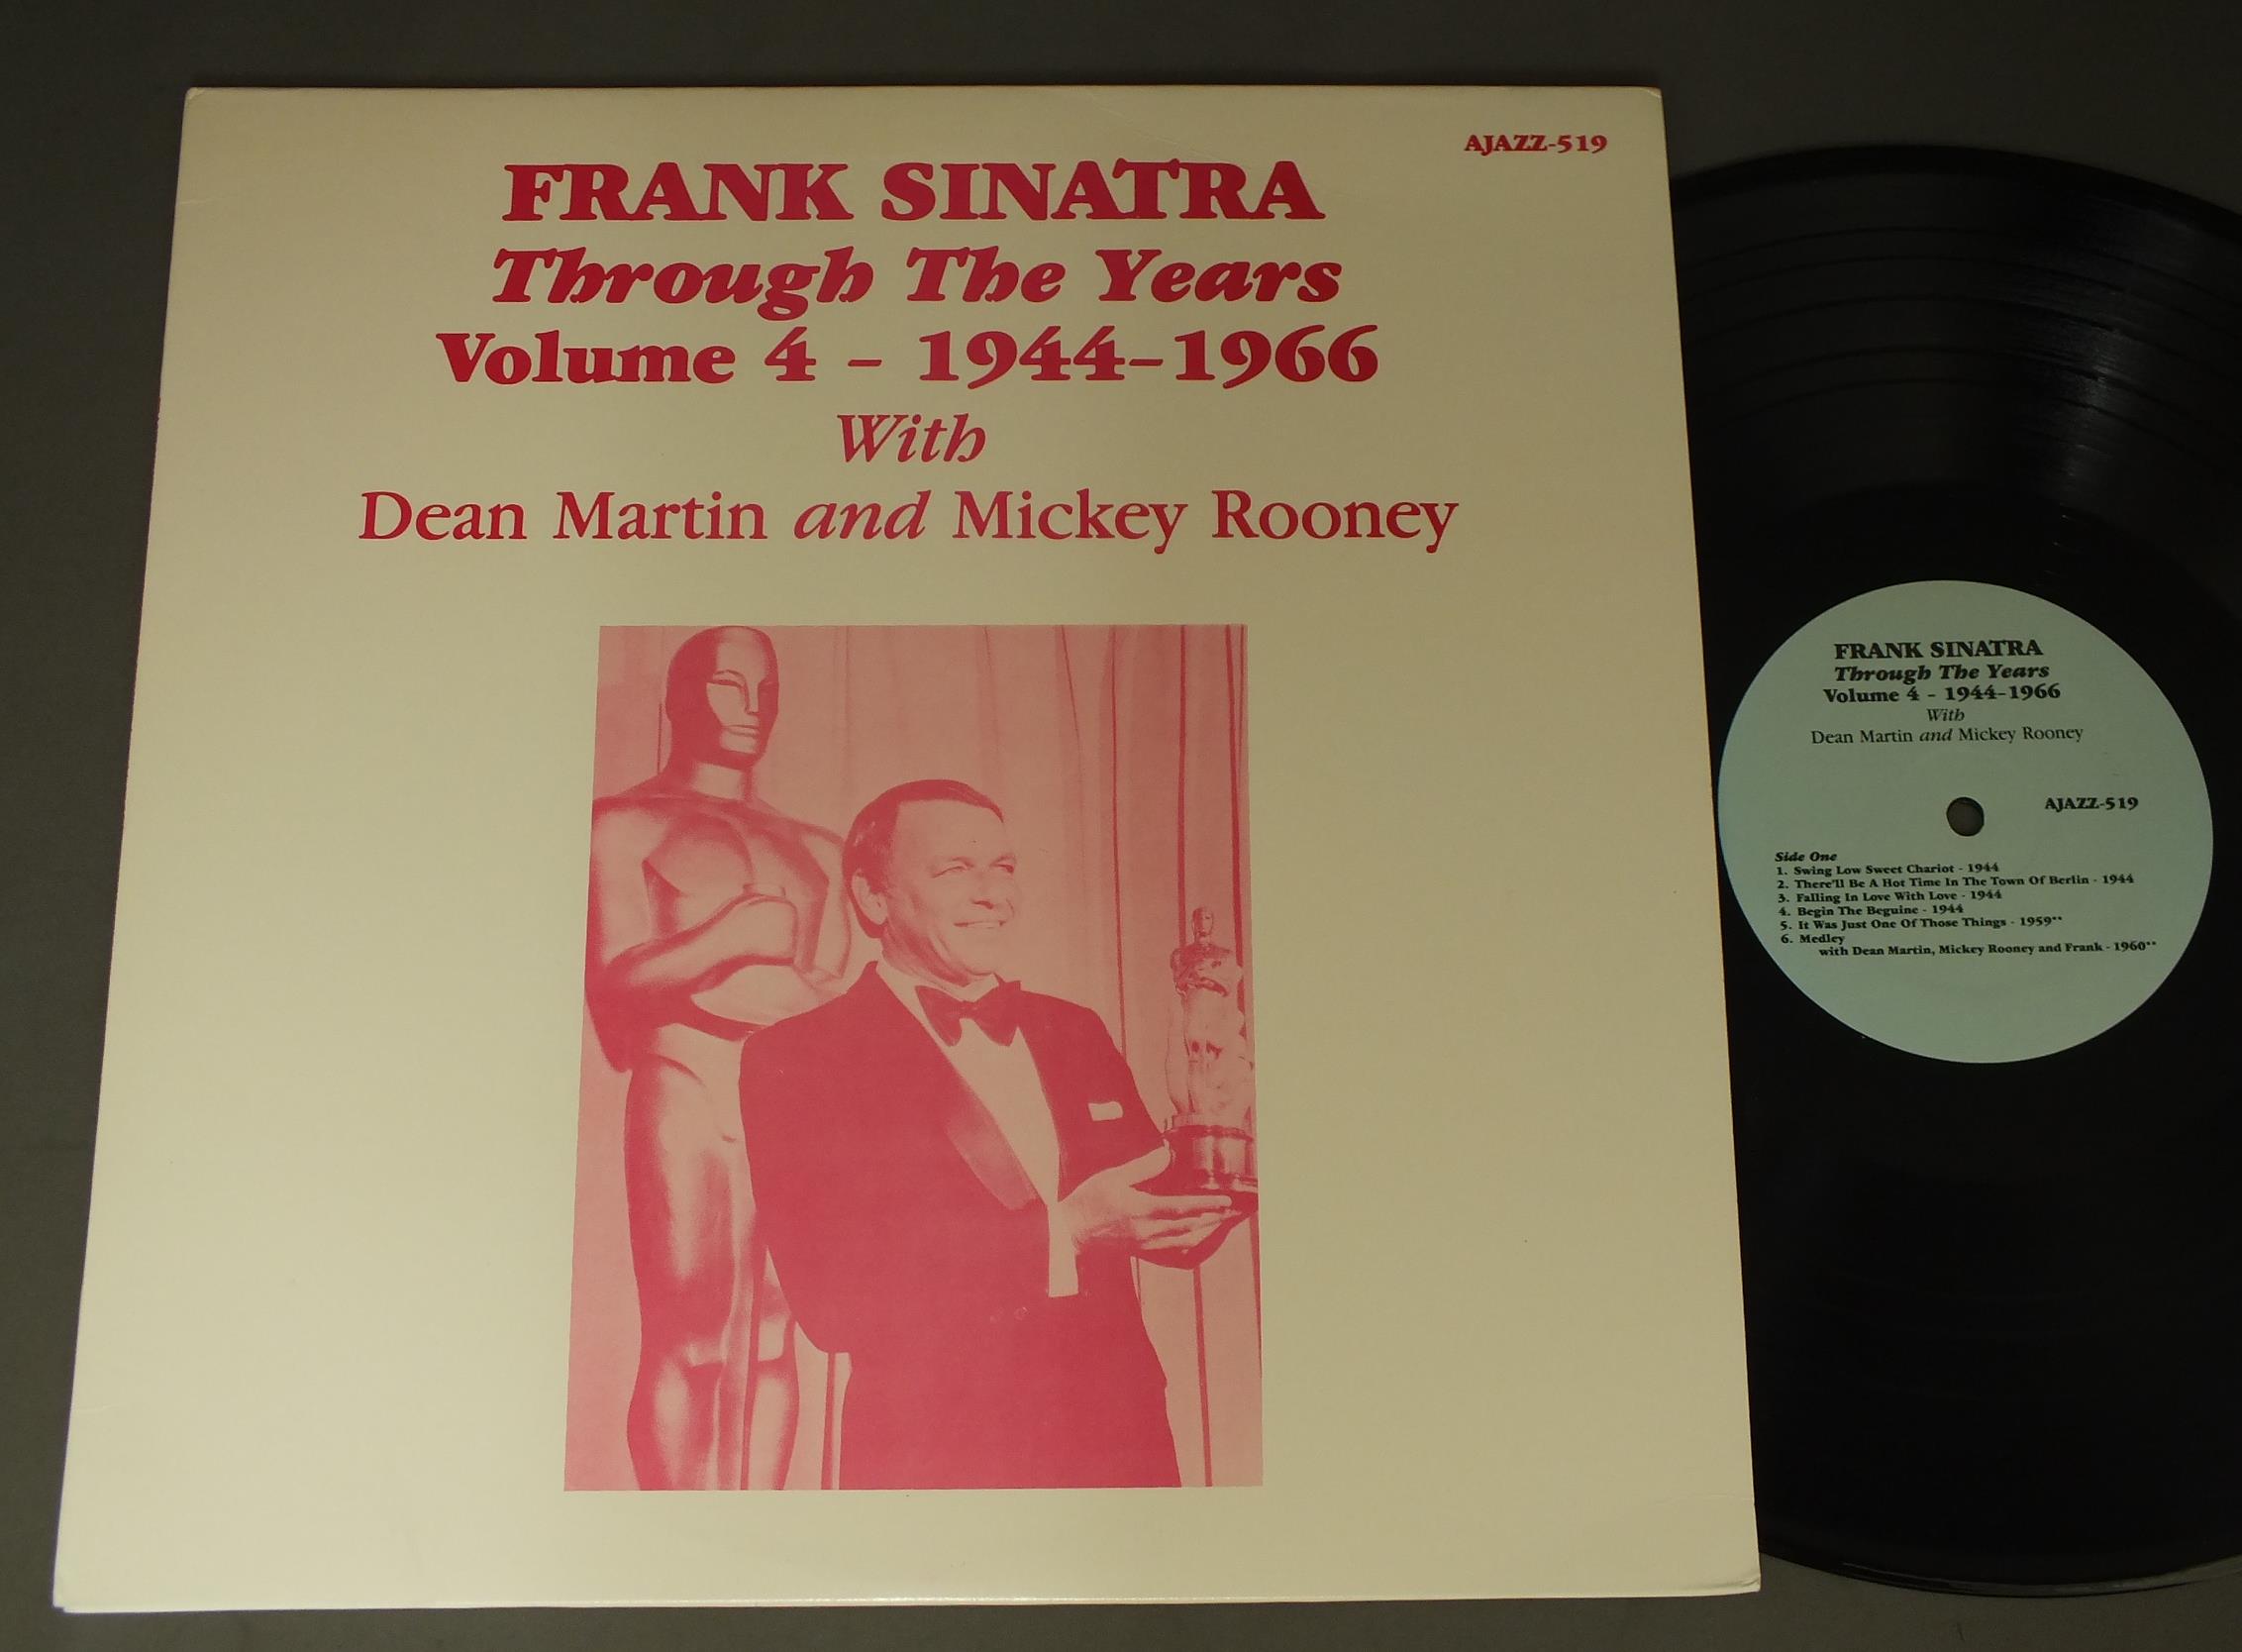 AJAZZ-519
FRANK SINATRA
Through The Years
Volume 4 - 1944-1966
With
Dean Martin and Mickey Rooney
FRANK SINATRA
Through The Years
Volume 4 - 1944-1966
With
Dean Martin and Mickey Rooney
AJAZZ-519
Side One
1. Swing Low Sweet Chariot - 1944
2. There'll Be A Hot Time In The Town Of Berlin - 1944
3. Falling In Love With Love - 1944
4. Begin The Beguine - 1944
5. It Was Just One Of Those Things - 1959**
6. Medley
with Dean Martin, Mickey Rooney and Frank - 1960**